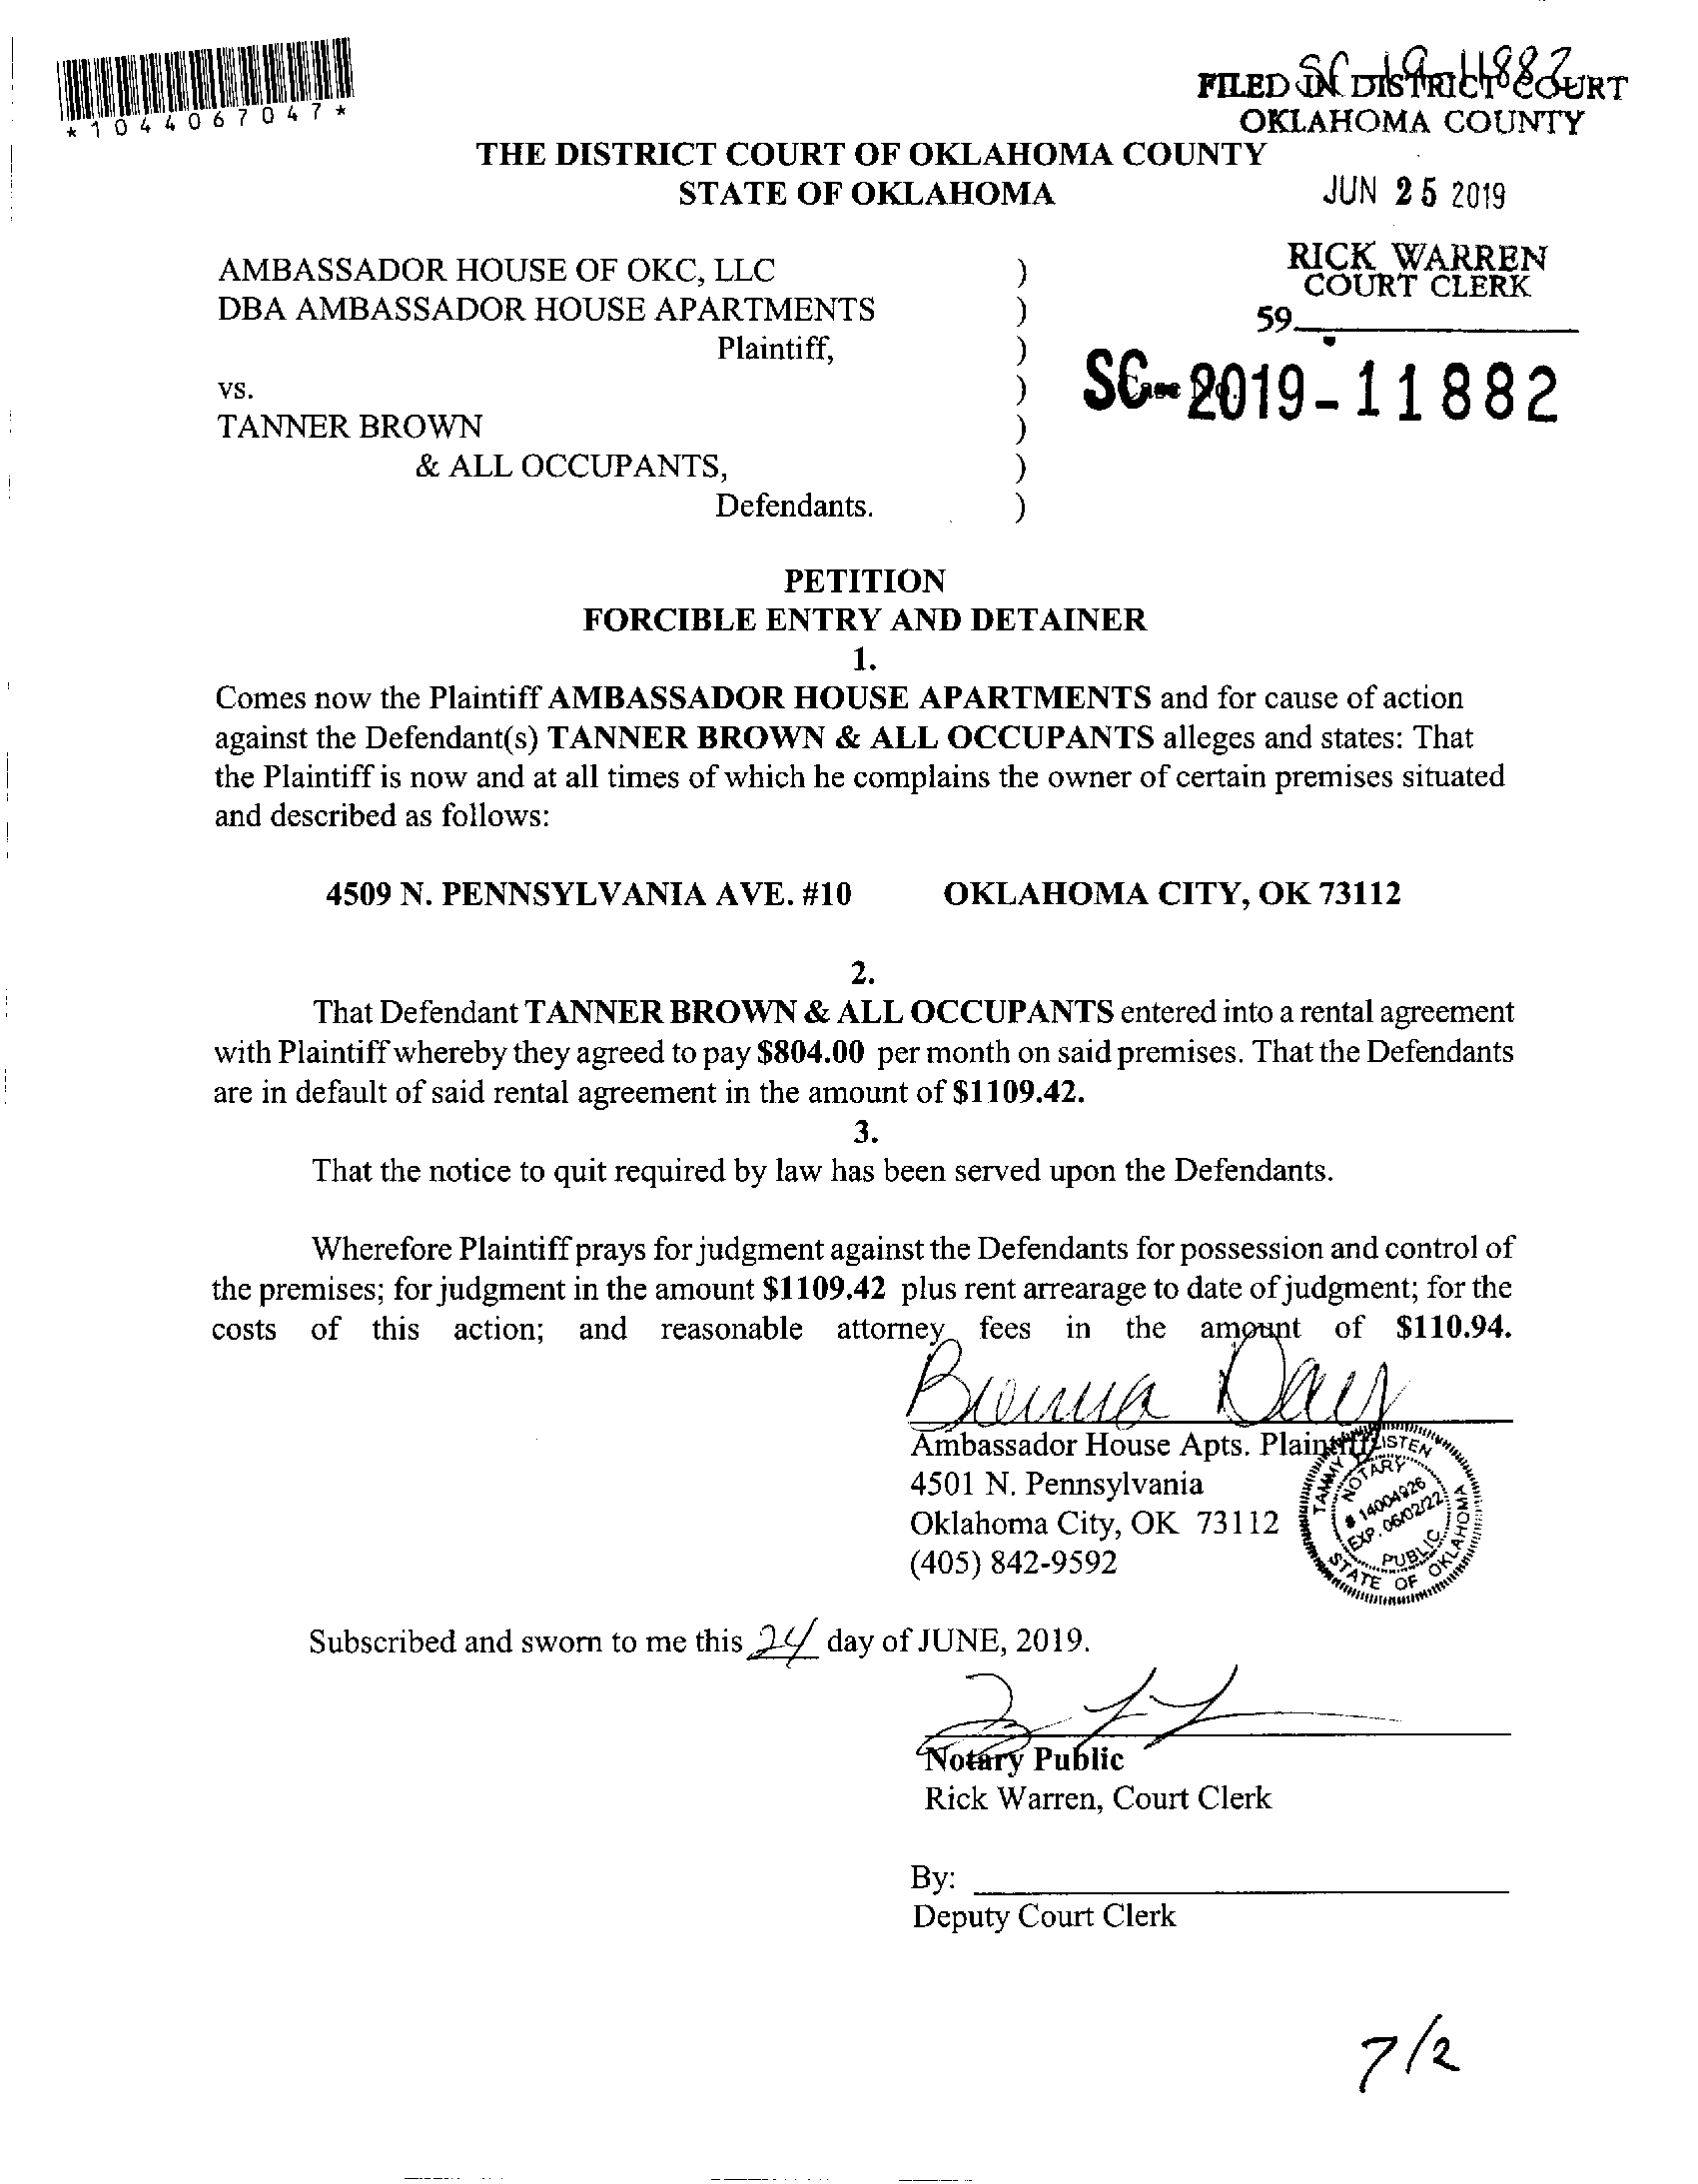 *1044067047*
SC-19-11882
FILED IN DISTRICT COURT
OKLAHOMA COUNTY
THE DISTRICT COURT OF OKLAHOMA COUNTY
STATE OF OKLAHOMA
JUN 25 2019
RICK WARREN
COURT CLERK
59
AMBASSADOR HOUSE OF OKC, LLC )
DBA AMBASSADOR HOUSE APARTMENTS )
Plaintiff, )
vs. ) Case No.
SC-2019-11882
TANNER BROWN )
& ALL OCCUPANTS, )
Defendants. )
PETITION
FORCIBLE ENTRY AND DETAINER
1.
Comes now the Plaintiff AMBASSADOR HOUSE APARTMENTS and for cause of action
against the Defendant(s) TANNER BROWN & ALL OCCUPANTS alleges and states: That
the Plaintiff is now and at all times of which he complains the owner of certain premises situated
and described as follows:
4509 N. PENNSYLVANIA AVE. #10 OKLAHOMA CITY, OK 73112
2.
That Defendant TANNER BROWN & ALL OCCUPANTS entered into a rental agreement
with Plaintiff whereby they agreed to pay $804.00 per month on said premises. That the Defendants
are in default of said rental agreement in the amount of $1109.42.
3.
That the notice to quit required by law has been served upon the Defendants.
Wherefore Plaintiff prays for judgment against the Defendants for possession and control of
the premises; for judgment in the amount $1109.42 plus rent arrearage to date of judgment; for the
costs of this action; and reasonable attorney fees in the amount of $110.94.
Ambassador House Apts. Plaintiff
4501 N. Pennsylvania
Oklahoma City, OK 73112
(405) 842-9592
TAMMY LISTEN
NOTARY
# 14004926
EXP. 06/02/22
PUBLIC
STATE OF OKLAHOMA
Subscribed and sworn to me this 24 day of JUNE, 2019.
Notary Public
Rick Warren, Court Clerk
By:
Deputy Court Clerk
7/2